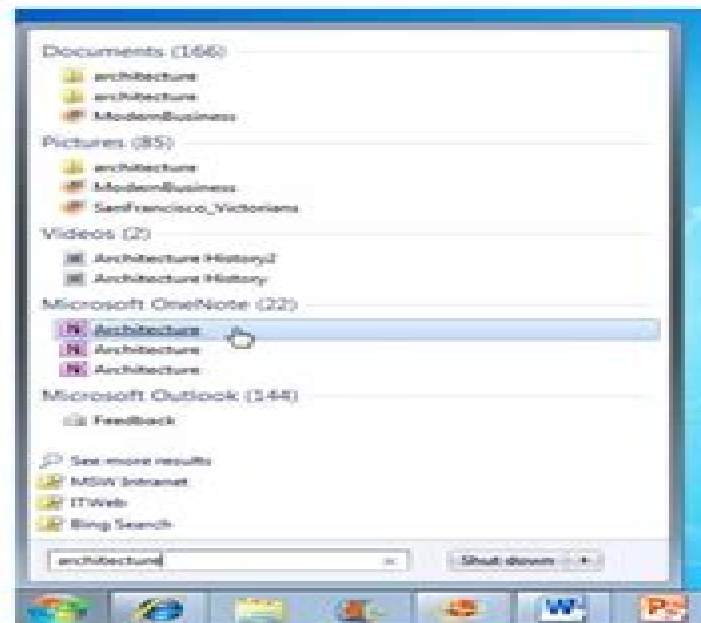 Documents (166)
architecture
architecture
ModernBusiness
Pictures (85)
architecture
ModernBusiness
SanFrancisco_Victorians
Videos (2)
Architecture History2
Architecture History
Microsoft OneNote (22)
Architecture
Architecture
Architecture
Microsoft Outlook (144)
Feedback
See more results
MSW Intranet
ITWeb
Bing Search
architecture
Shut down